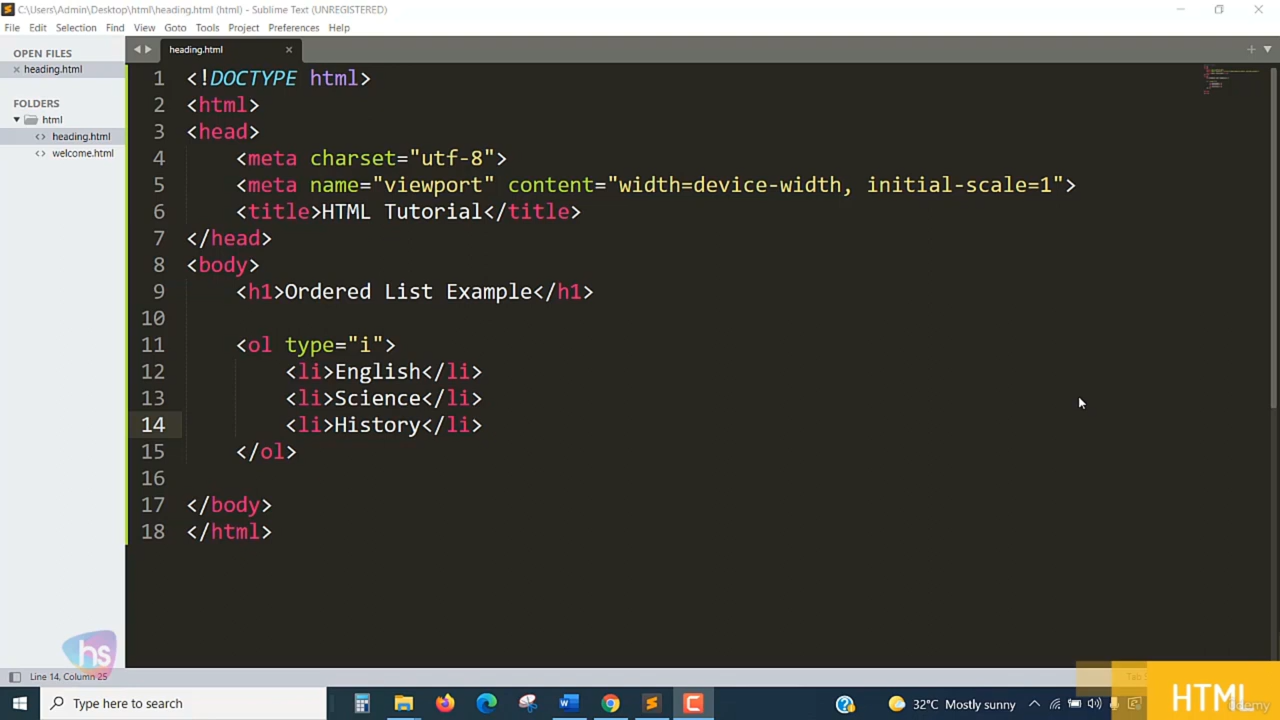 C:\Users\Admin\Desktop\html\heading.html (html) - Sublime Text (UNREGISTERED)
File Edit Selection Find View Goto Tools Project Preferences Help
OPEN FILES
heading.html
FOLDERS
html
heading.html
welcome.html
heading.html
1 <!DOCTYPE html>
2 <html>
3 <head>
4 <meta charset="utf-8">
5 <meta name="viewport" content="width=device-width, initial-scale=1">
6 <title>HTML Tutorial</title>
7 </head>
8 <body>
9 <h1>Ordered List Example</h1>
10
11 <ol type="i">
12 <li>English</li>
13 <li>Science</li>
14 <li>History</li>
15 </ol>
16
17 </body>
18 </html>
hs
Line 14, Column 25
Tab S
Type here to search
32°C Mostly sunny
HTML
Udemy